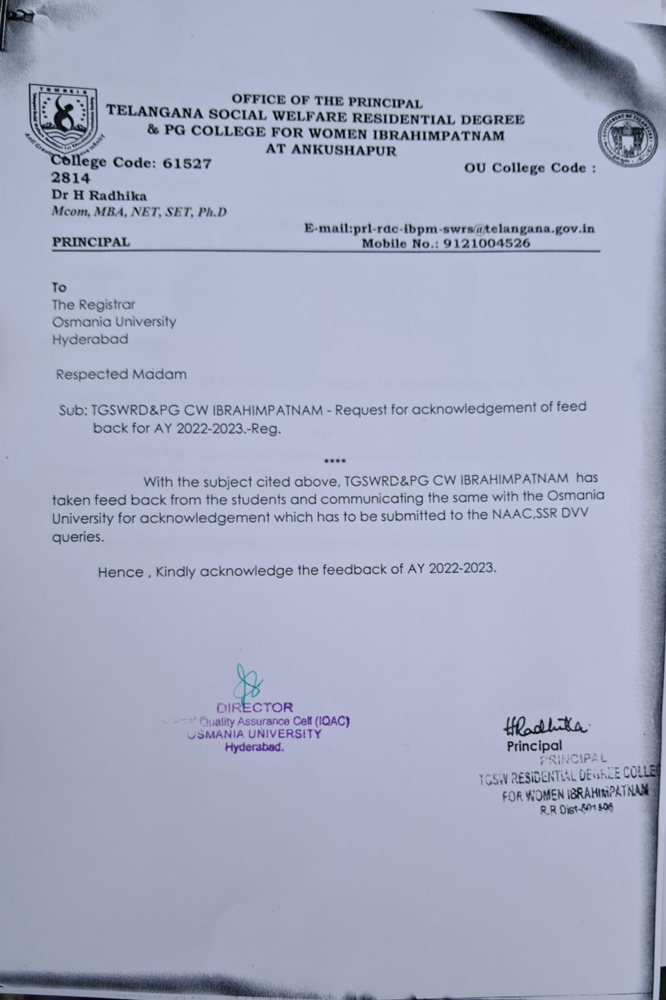 TSWREIS
OFFICE OF THE PRINCIPAL
TELANGANA SOCIAL WELFARE RESIDENTIAL DEGREE
& PG COLLEGE FOR WOMEN IBRAHIMPATNAM
AT ANKUSHAPUR
GOVERNMENT OF TELANGANA
College Code: 61527
OU College Code :
2814
Dr H Radhika
Mcom, MBA, NET, SET, Ph.D
E-mail:prl-rdc-ibpm-swrs@telangana.gov.in
PRINCIPAL
Mobile No.: 9121004526
To
The Registrar
Osmania University
Hyderabad
Respected Madam
Sub: TGSWRD&PG CW IBRAHIMPATNAM - Request for acknowledgement of feed
back for AY 2022-2023.-Reg.
****
With the subject cited above, TGSWRD&PG CW IBRAHIMPATNAM has
taken feed back from the students and communicating the same with the Osmania
University for acknowledgement which has to be submitted to the NAAC,SSR DVV
queries.
Hence , Kindly acknowledge the feedback of AY 2022-2023.
DIRECTOR
Quality Assurance Cell (IQAC)
OSMANIA UNIVERSITY
Hyderabad.
HRadhika
Principal
PRINCIPAL
TGSW RESIDENTIAL DEGREE COLLEG
FOR WOMEN IBRAHIMPATNAM
R.R Dist-501506